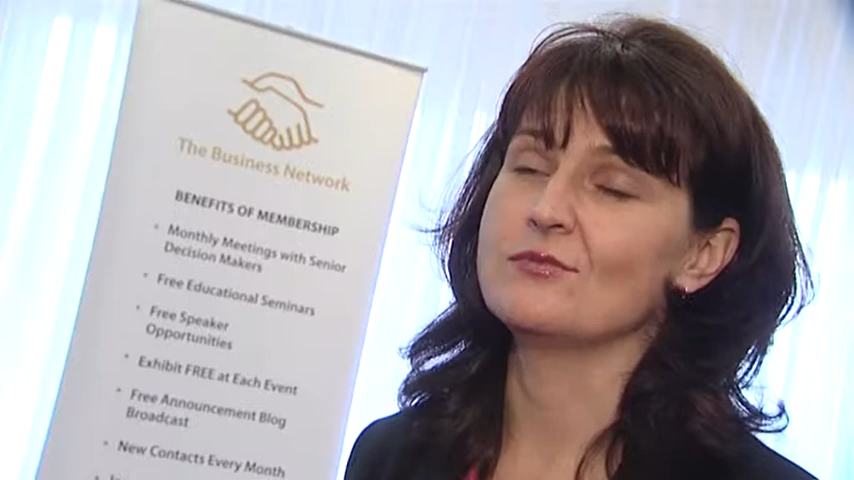 The Business Network
BENEFITS OF MEMBERSHIP
• Monthly Meetings with Senior
Decision Makers
• Free Educational Seminars
• Free Speaker
Opportunities
• Exhibit FREE at Each Event
• Free Announcement Blog
Broadcast
• New Contacts Every Month